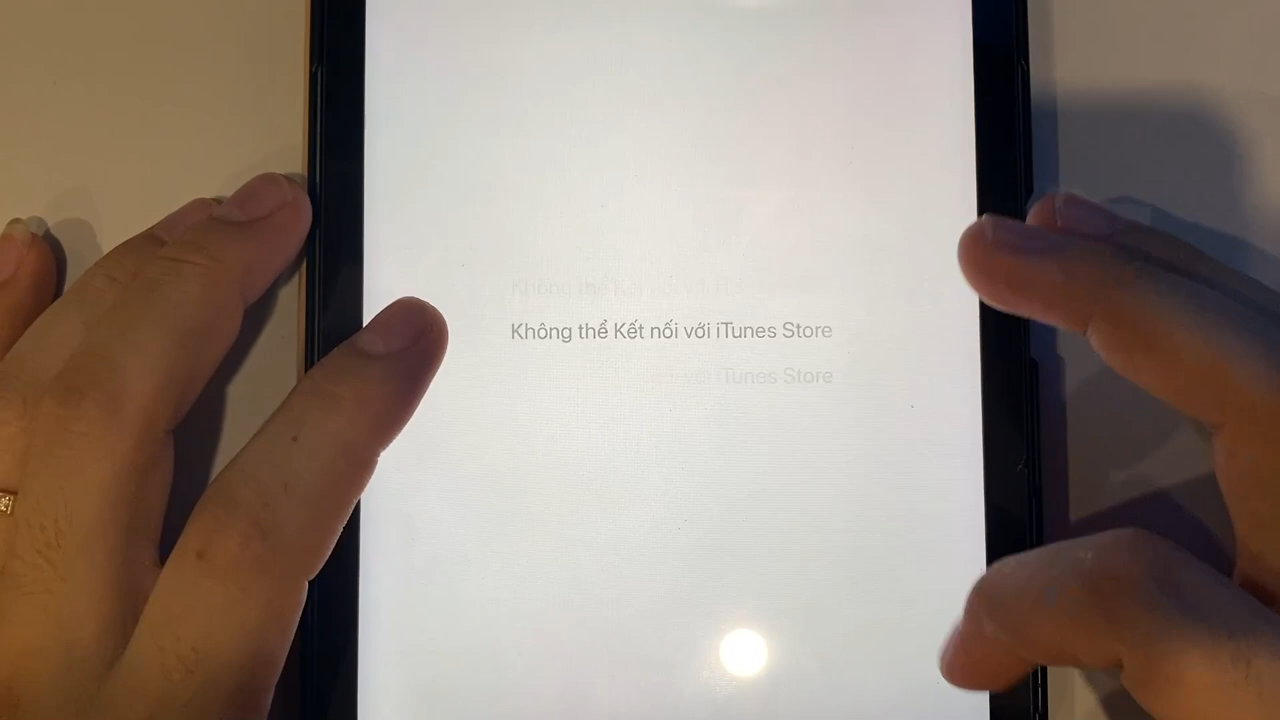 Không thể Kết nối với iTunes Store